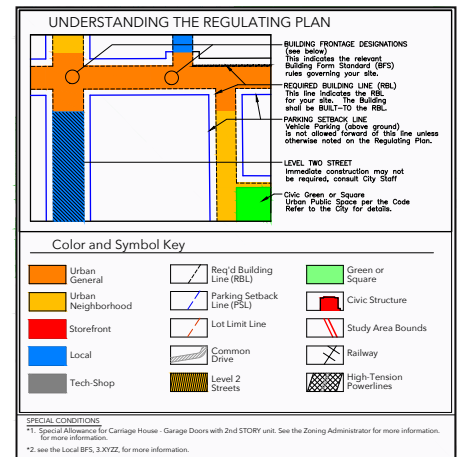 UNDERSTANDING THE REGULATING PLAN
BUILDING FRONTAGE DESIGNATIONS
(see below)
This indicates the relevant
Building Form Standard (BFS)
rules governing your site.
REQUIRED BUILDING LINE (RBL)
This line indicates the RBL
for your site. The Building
shall be BUILT-TO the RBL.
PARKING SETBACK LINE
Vehicle Parking (above ground)
is not allowed forward of this line unless
otherwise noted on the Regulating Plan.
LEVEL TWO STREET
Immediate construction may not
be required, consult City Staff
Civic Green or Square
Urban Public Space per the Code
Refer to the City for details.
Color and Symbol Key
Urban
General
Urban
Neighborhood
Storefront
Local
Tech-Shop
Req'd Building
Line (RBL)
Parking Setback
Line (PSL)
Lot Limit Line
Common
Drive
Level 2
Streets
Green or
Square
Civic Structure
Study Area Bounds
Railway
High-Tension
Powerlines
SPECIAL CONDITIONS
*1. Special Allowance for Carriage House - Garage Doors with 2nd STORY unit. See the Zoning Administrator for more information.
for more information.
*2. see the Local BFS, 3.XYZZ, for more information.